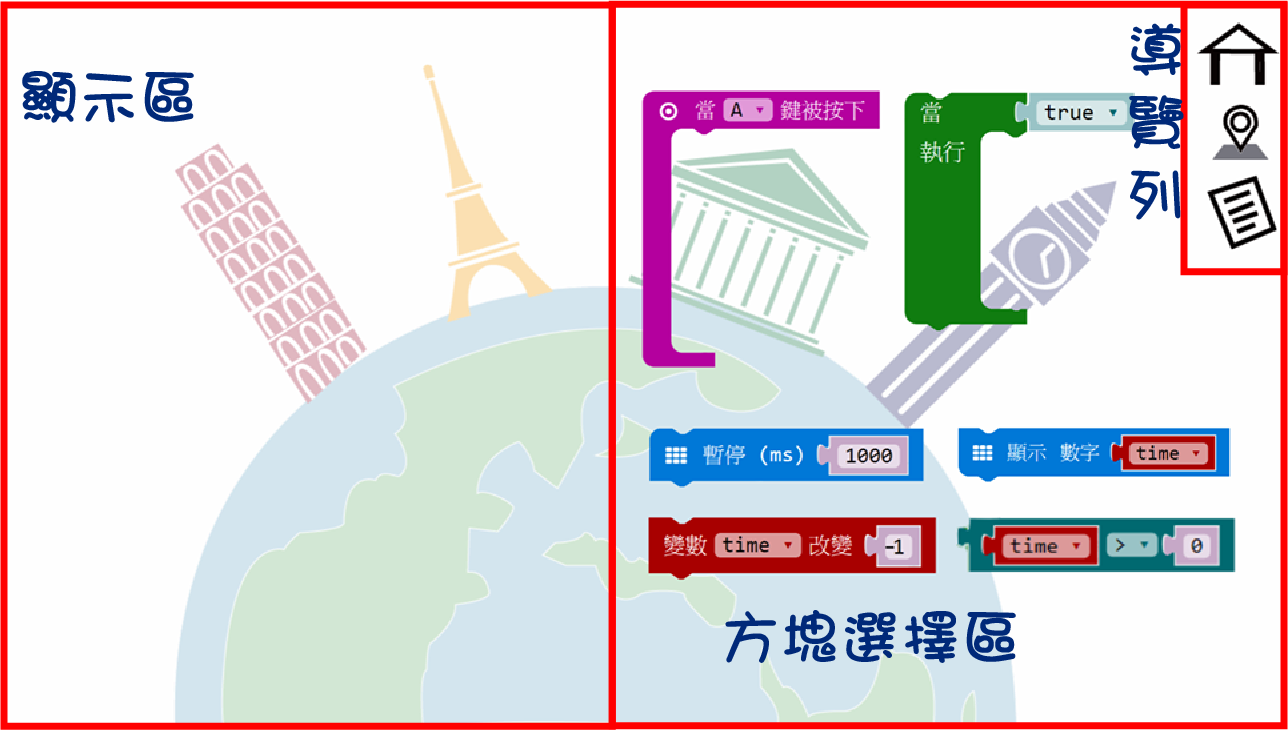 顯示區
導覽列
當 A 鍵被按下
當 true
執行
暫停 (ms) 1000
顯示 數字 time
變數 time 改變 -1
time > 0
方塊選擇區